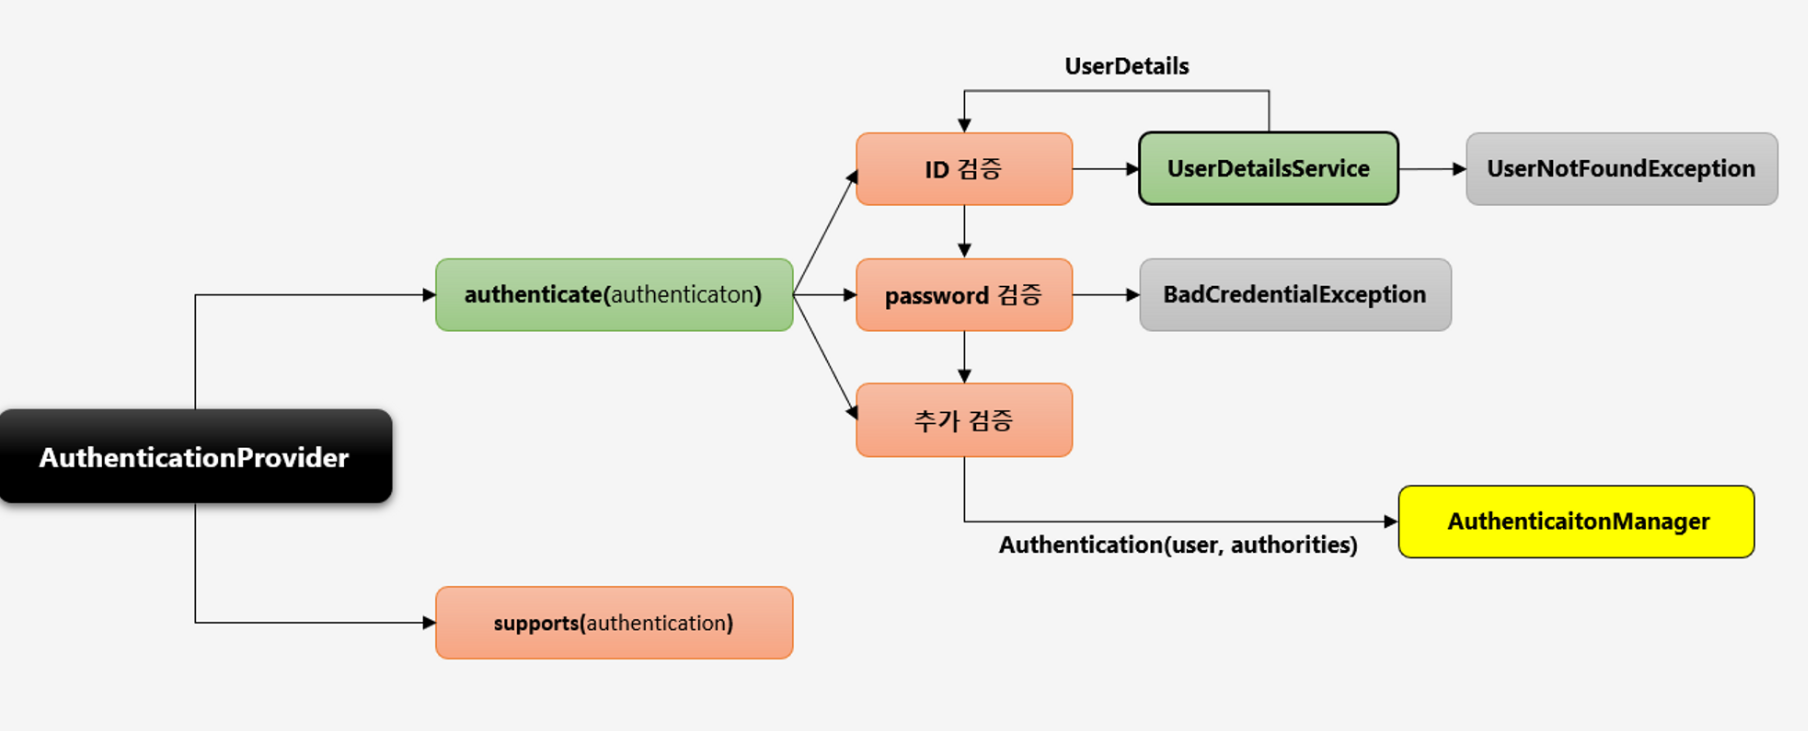 UserDetails
ID 검증
UserDetailsService
UserNotFoundException
authenticate(authenticaton)
password 검증
BadCredentialException
추가 검증
AuthenticationProvider
AuthenticaitonManager
Authentication(user, authorities)
supports(authentication)